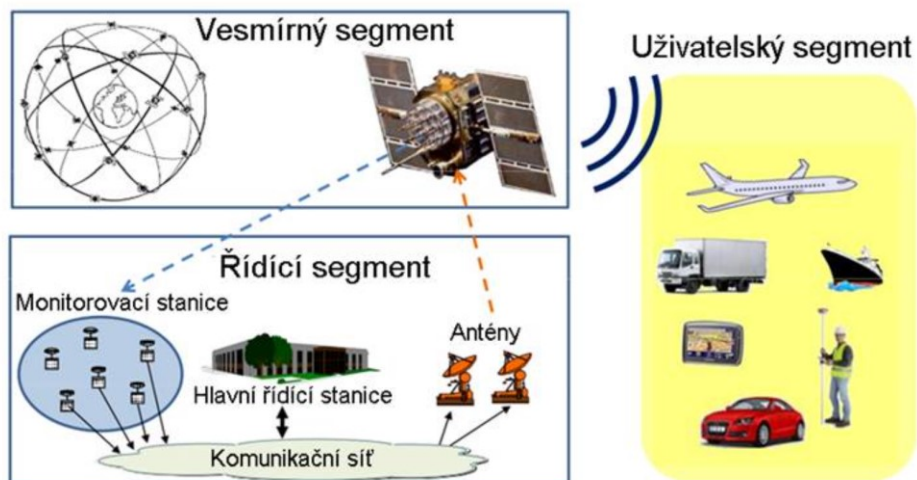 Vesmírný segment
Uživatelský segment
Řídící segment
Monitorovací stanice
Antény
Hlavní řídící stanice
Komunikační síť